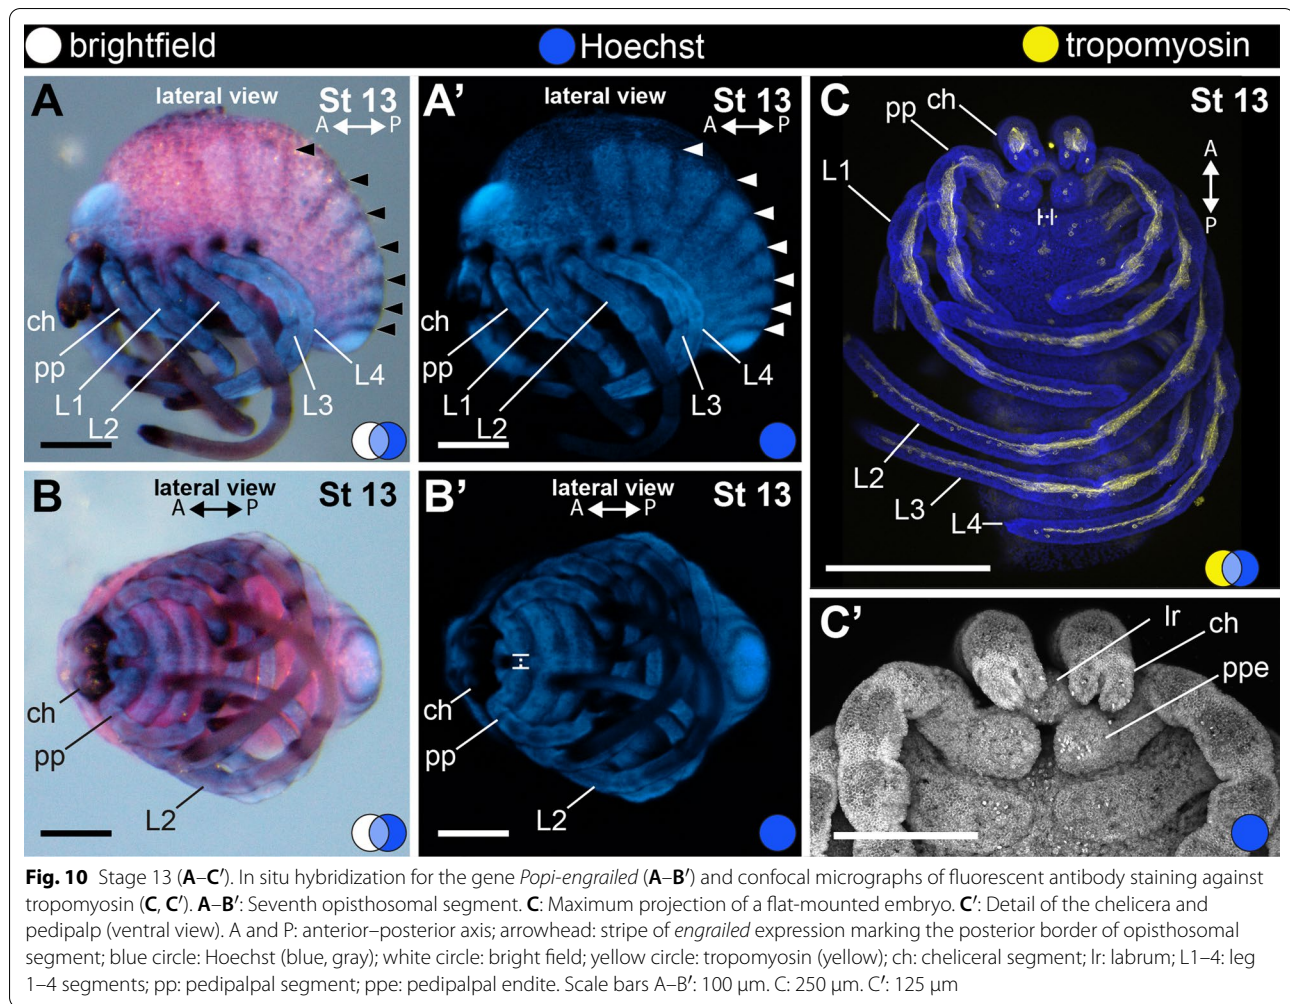 brightfield Hoechst tropomyosin
A lateral view St 13
A P
ch
pp
L1
L2
L3
L4
A’ lateral view St 13
A P
ch
pp
L1
L2
L3
L4
B lateral view St 13
A P
ch
pp
L2
B’ lateral view St 13
A P
ch
pp
L2
C St 13
pp ch
L1
A
P
L2
L3
L4
C’ lr
ch
ppe
Fig. 10 Stage 13 (A–C′). In situ hybridization for the gene Popi-engrailed (A–B′) and confocal micrographs of fluorescent antibody staining against
tropomyosin (C, C′). A–B′: Seventh opisthosomal segment. C: Maximum projection of a flat-mounted embryo. C′: Detail of the chelicera and
pedipalp (ventral view). A and P: anterior–posterior axis; arrowhead: stripe of engrailed expression marking the posterior border of opisthosomal
segment; blue circle: Hoechst (blue, gray); white circle: bright field; yellow circle: tropomyosin (yellow); ch: cheliceral segment; lr: labrum; L1–4: leg
1–4 segments; pp: pedipalpal segment; ppe: pedipalpal endite. Scale bars A–B′: 100 µm. C: 250 µm. C′: 125 µm